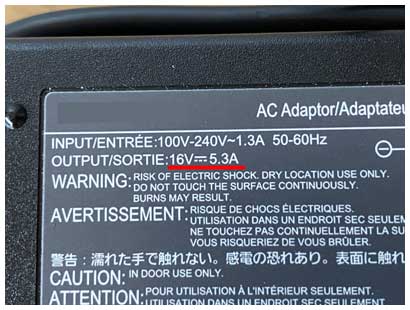 AC Adaptor/Adaptateu
INPUT/ENTRÉE:100V-240V~1.3A 50-60Hz
OUTPUT/SORTIE:16V⎓5.3A
WARNING: RISK OF ELECTRIC SHOCK. DRY LOCATION USE ONLY.
DO NOT TOUCH THE SURFACE CONTINUOUSLY.
BURNS MAY RESULT.
AVERTISSEMENT: RISQUE DE CHOCS ÉLECTRIQUES.
UTILISATION DANS UN ENDROIT SEC SEULEME
NE TOUCHEZ PAS CONTINUELLEMENT LA SU
VOUS RISQUERIEZ DE VOUS BRÛLER.
警告:濡れた手で触れない。感電の恐れあり。表面に触れ
CAUTION: IN DOOR USE ONLY.
ATTENTION: POUR UTILISATION À L'INTÉRIEUR SEULEMENT.
UTILISATION DANS UN ENDROIT SEC SEULEMENT.